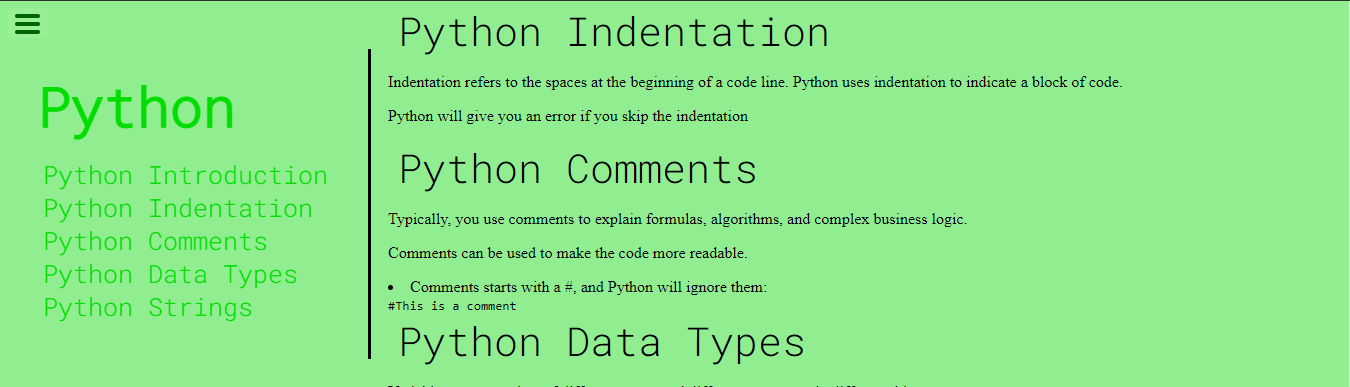 Python
Python Introduction
Python Indentation
Python Comments
Python Data Types
Python Strings
Python Indentation
Indentation refers to the spaces at the beginning of a code line. Python uses indentation to indicate a block of code.
Python will give you an error if you skip the indentation
Python Comments
Typically, you use comments to explain formulas, algorithms, and complex business logic.
Comments can be used to make the code more readable.
• Comments starts with a #, and Python will ignore them:
#This is a comment
Python Data Types